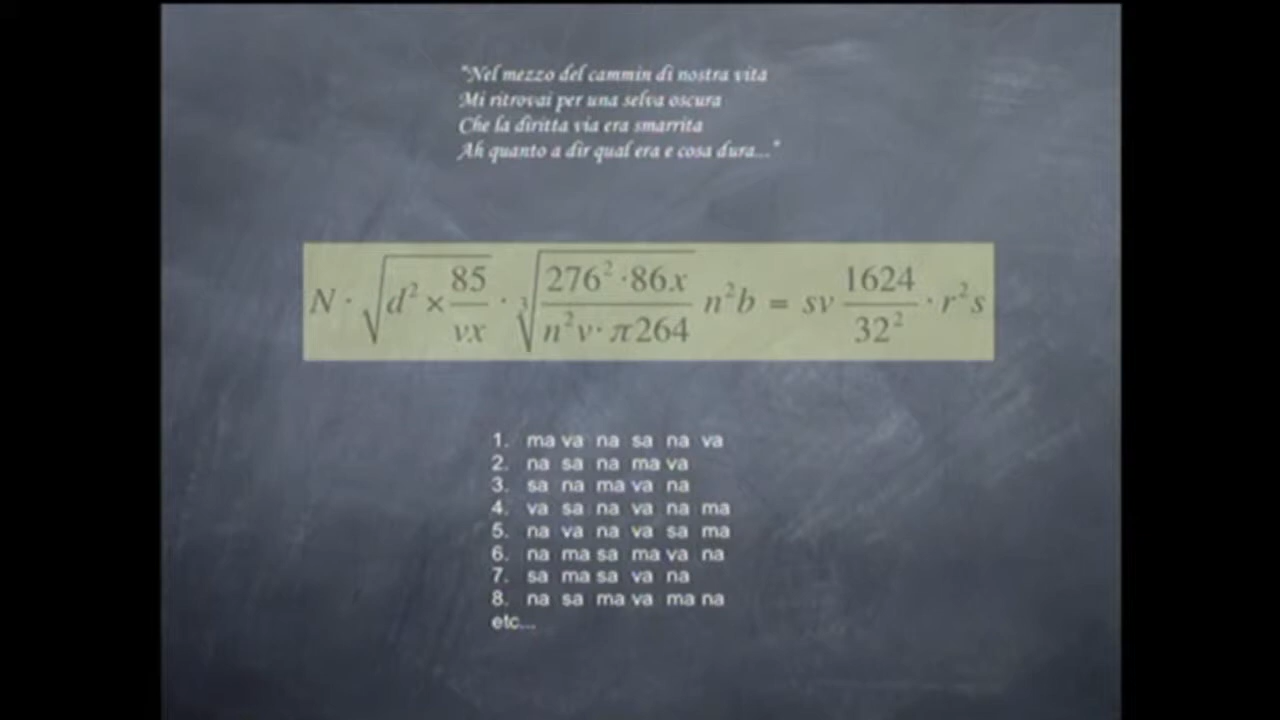 "Nel mezzo del cammin di nostra vita
Mi ritrovai per una selva oscura
Che la diritta via era smarrita
Ah quanto a dir qual era e cosa dura..."
N · √(d² × 85/vx) · ∛(276² · 86x / n²v · π264) n²b = sv 1624/32² · r²s
1. ma va na sa na va
2. na sa na ma va
3. sa na ma va na
4. va sa na va na ma
5. na va na va sa ma
6. na ma sa ma va na
7. sa ma sa va na
8. na sa ma va ma na
etc...